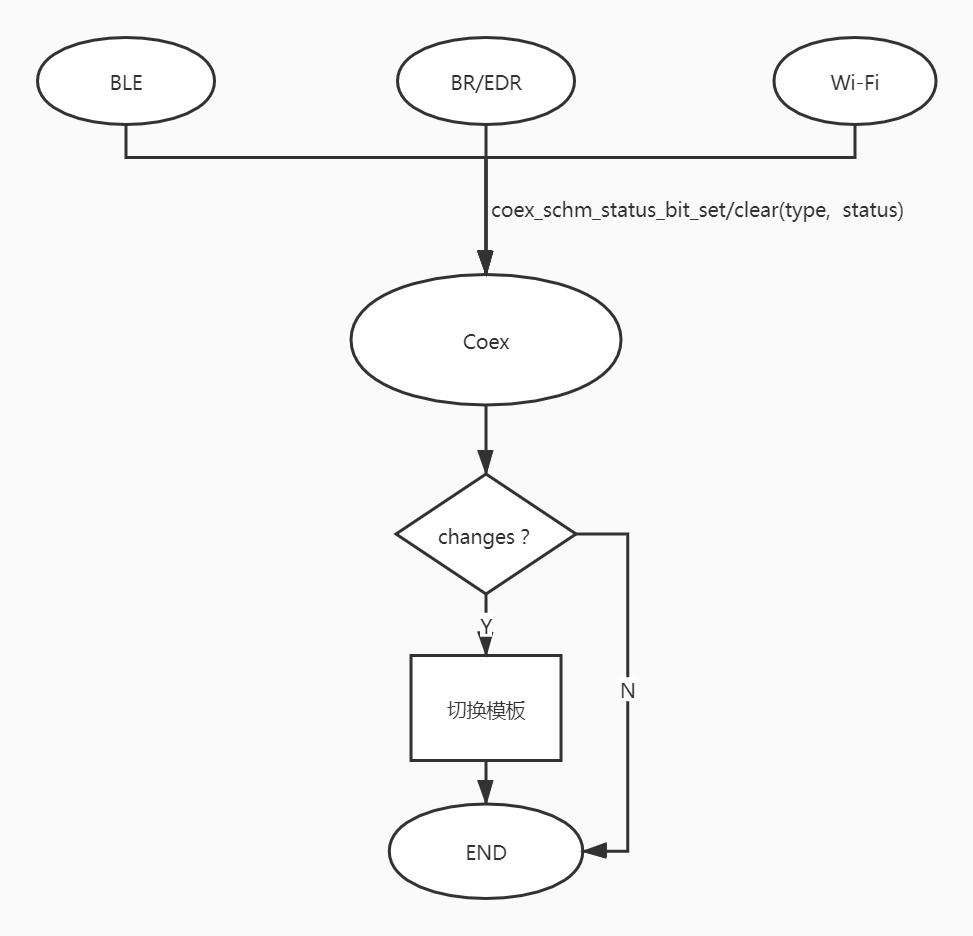 BLE
BR/EDR
Wi-Fi
coex_schm_status_bit_set/clear(type,  status)
Coex
changes ?
Y
切换模板
N
END